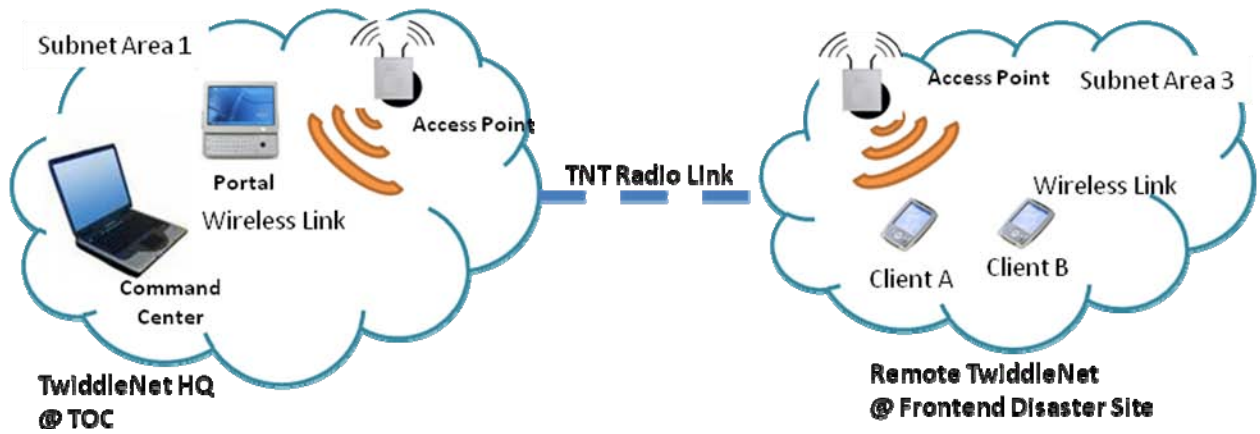 Subnet Area 1
Access Point
Portal
Wireless Link
Command
Center
TwiddleNet HQ
@ TOC
TNT Radio Link
Access Point
Subnet Area 3
Wireless Link
Client A
Client B
Remote TwiddleNet
@ Frontend Disaster Site